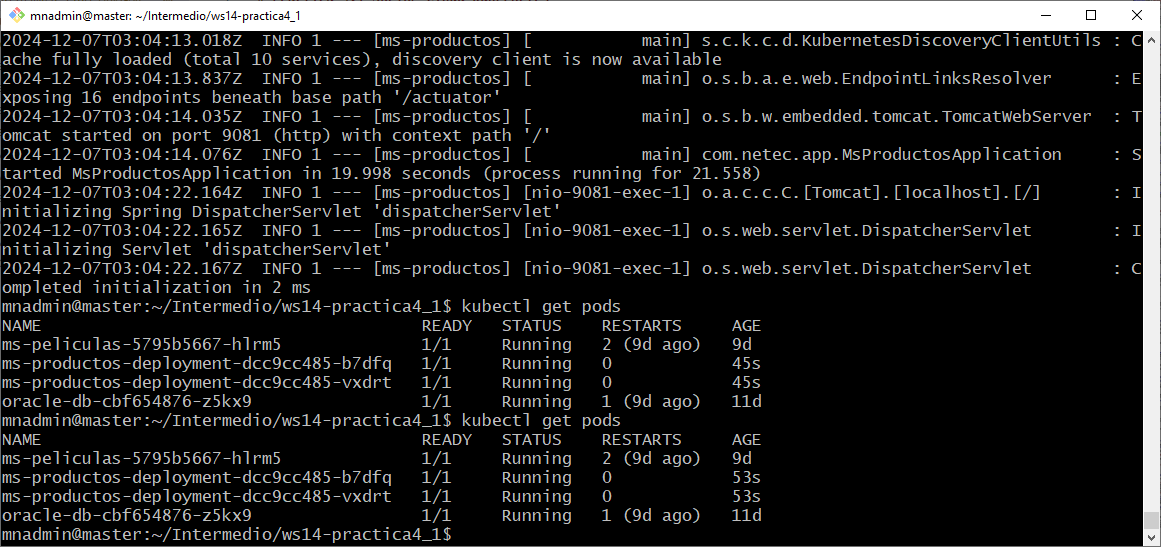 mnadmin@master: ~/Intermedio/ws14-practica4_1
2024-12-07T03:04:13.018Z  INFO 1 --- [ms-productos] [           main] s.c.k.c.d.KubernetesDiscoveryClientUtils : C
ache fully loaded (total 10 services), discovery client is now available
2024-12-07T03:04:13.837Z  INFO 1 --- [ms-productos] [           main] o.s.b.a.e.web.EndpointLinksResolver      : E
xposing 16 endpoints beneath base path '/actuator'
2024-12-07T03:04:14.035Z  INFO 1 --- [ms-productos] [           main] o.s.b.w.embedded.tomcat.TomcatWebServer  : T
omcat started on port 9081 (http) with context path '/'
2024-12-07T03:04:14.076Z  INFO 1 --- [ms-productos] [           main] com.netec.app.MsProductosApplication     : S
tarted MsProductosApplication in 19.998 seconds (process running for 21.558)
2024-12-07T03:04:22.164Z  INFO 1 --- [ms-productos] [nio-9081-exec-1] o.a.c.c.C.[Tomcat].[localhost].[/]       : I
nitializing Spring DispatcherServlet 'dispatcherServlet'
2024-12-07T03:04:22.165Z  INFO 1 --- [ms-productos] [nio-9081-exec-1] o.s.web.servlet.DispatcherServlet        : I
nitializing Servlet 'dispatcherServlet'
2024-12-07T03:04:22.167Z  INFO 1 --- [ms-productos] [nio-9081-exec-1] o.s.web.servlet.DispatcherServlet        : C
ompleted initialization in 2 ms
mnadmin@master:~/Intermedio/ws14-practica4_1$ kubectl get pods
NAME                                      READY   STATUS    RESTARTS     AGE
ms-peliculas-5795b5667-hlrm5              1/1     Running   2 (9d ago)   9d
ms-productos-deployment-dcc9cc485-b7dfq   1/1     Running   0            45s
ms-productos-deployment-dcc9cc485-vxdrt   1/1     Running   0            45s
oracle-db-cbf654876-z5kx9                 1/1     Running   1 (9d ago)   11d
mnadmin@master:~/Intermedio/ws14-practica4_1$ kubectl get pods
NAME                                      READY   STATUS    RESTARTS     AGE
ms-peliculas-5795b5667-hlrm5              1/1     Running   2 (9d ago)   9d
ms-productos-deployment-dcc9cc485-b7dfq   1/1     Running   0            53s
ms-productos-deployment-dcc9cc485-vxdrt   1/1     Running   0            53s
oracle-db-cbf654876-z5kx9                 1/1     Running   1 (9d ago)   11d
mnadmin@master:~/Intermedio/ws14-practica4_1$